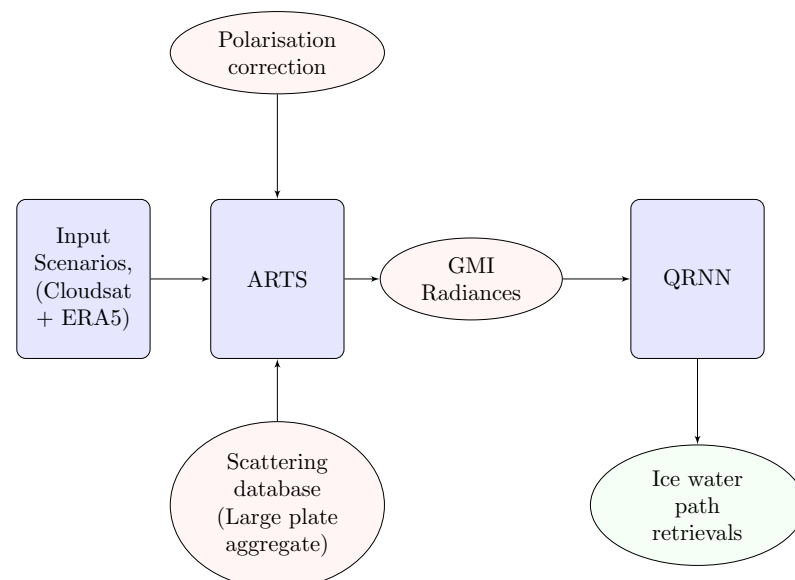 Polarisation
correction
Input
Scenarios,
(Cloudsat
+ ERA5)
ARTS
GMI
Radiances
QRNN
Scattering
database
(Large plate
aggregate)
Ice water
path
retrievals